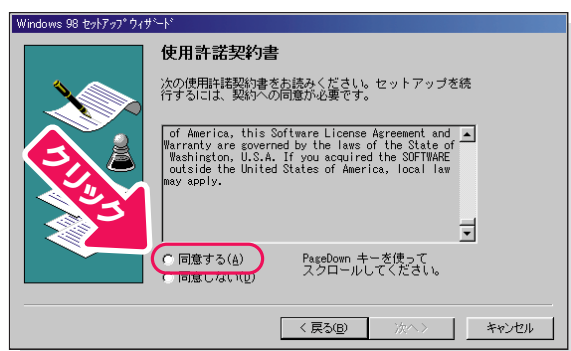 Windows 98 セットアップ ウィザード
使用許諾契約書
次の使用許諾契約書をお読みください。セットアップを続
行するには、契約への同意が必要です。
of America, this Software License Agreement and
Warranty are governed by the laws of the State of
Washington, U.S.A. If you acquired the SOFTWARE
outside the United States of America, local law
may apply.
クリック
同意する(A)
同意しない(D)
PageDown キーを使って
スクロールしてください。
< 戻る(B)
次へ >
キャンセル